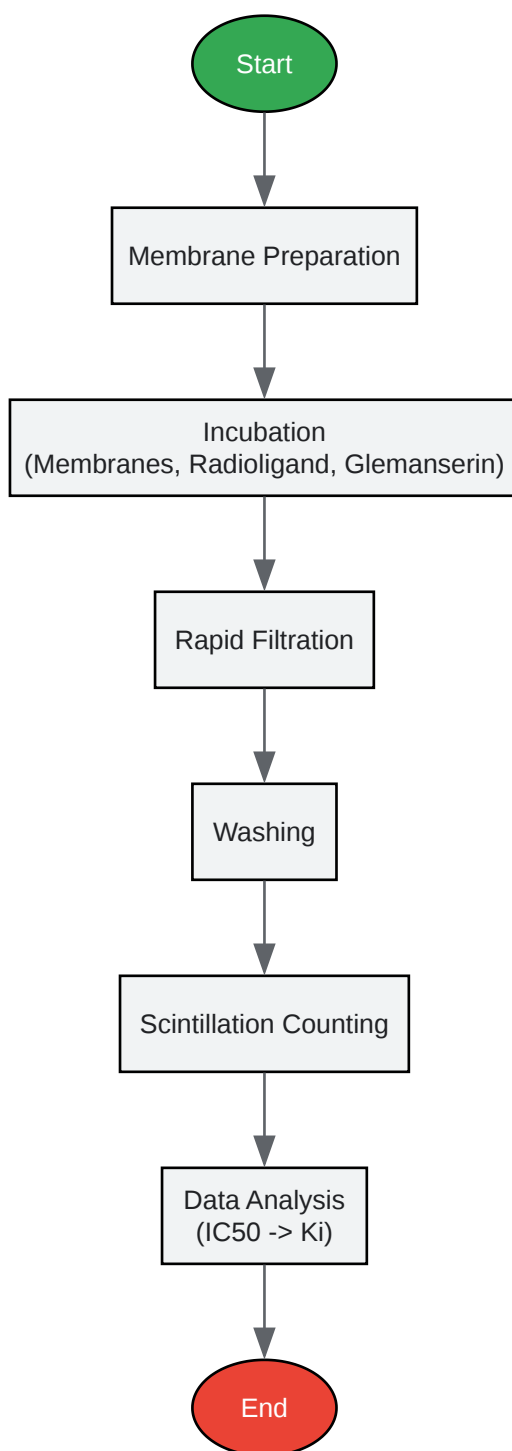 Start
Membrane Preparation
Incubation
(Membranes, Radioligand, Glemanserin)
Rapid Filtration
Washing
Scintillation Counting
Data Analysis
(IC50 -> Ki)
End